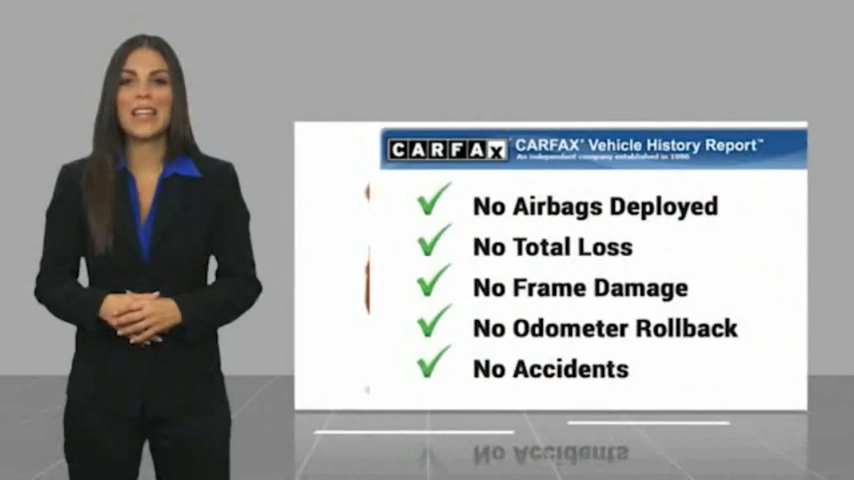 CARFAX CARFAX® Vehicle History Report™
An independent company established in 1986
No Airbags Deployed
No Total Loss
No Frame Damage
No Odometer Rollback
No Accidents
No Accidents